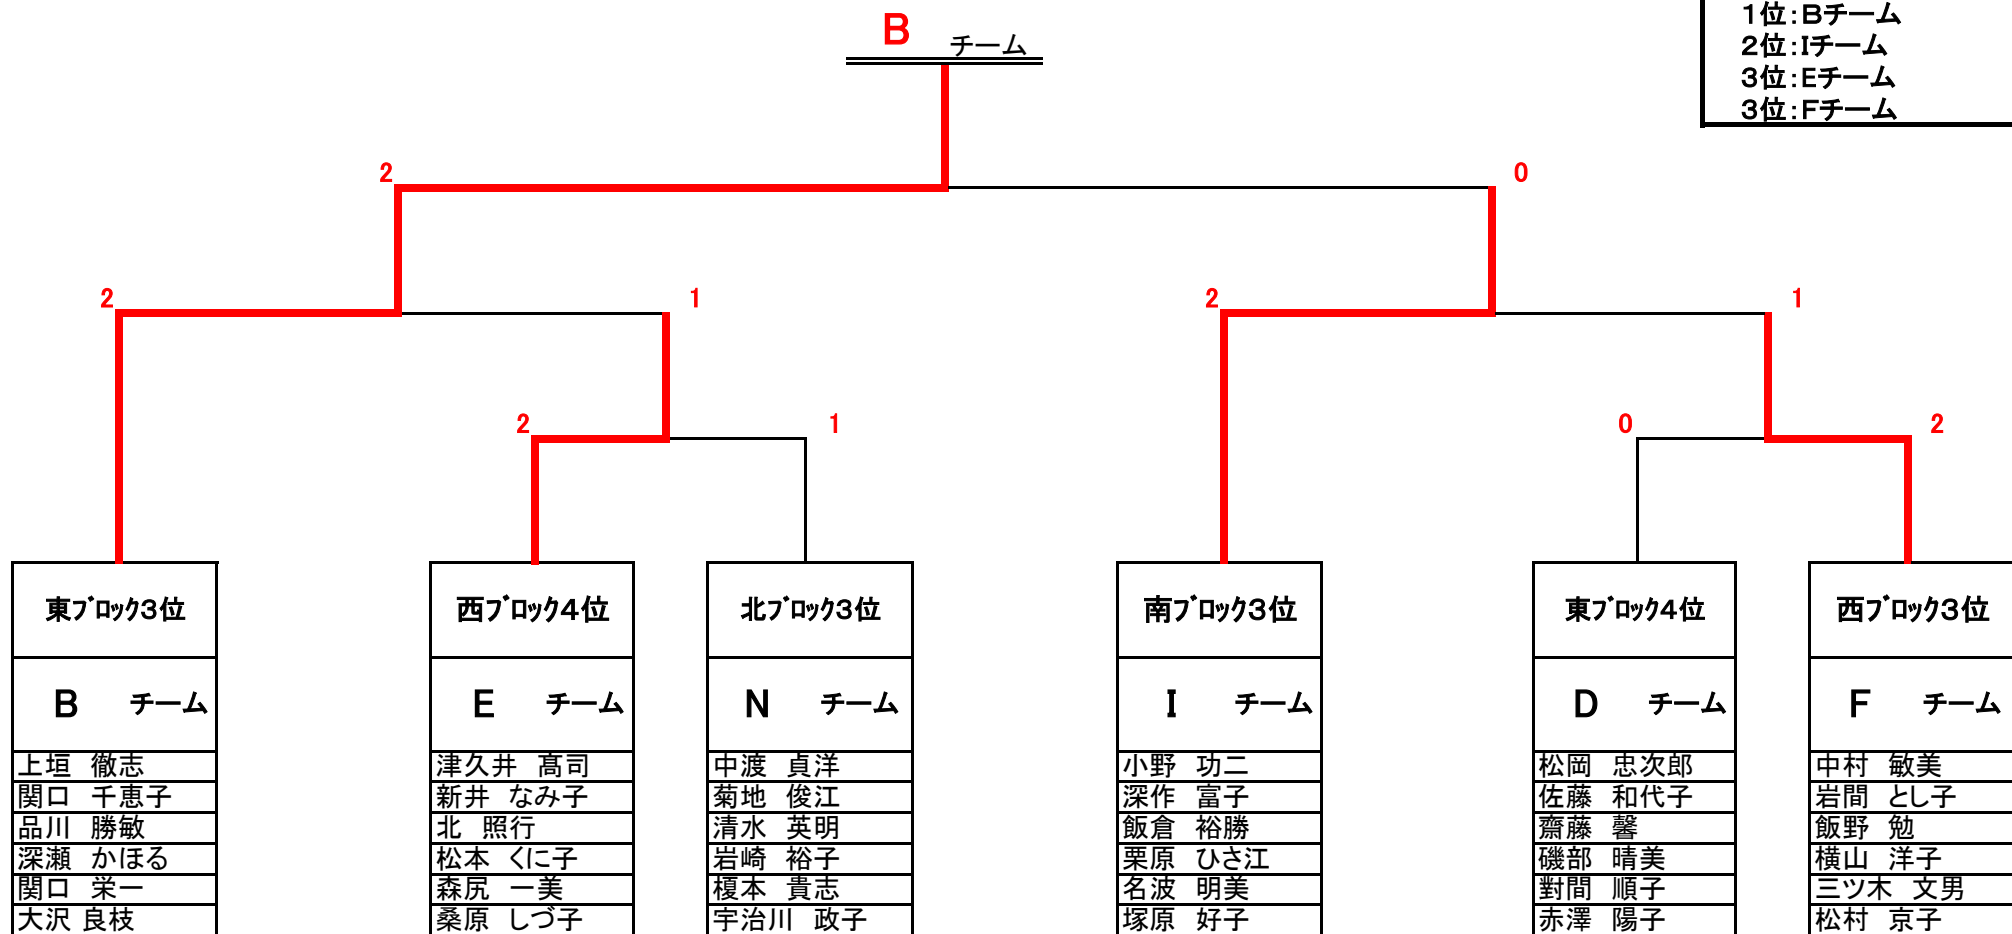 B チーム
１位：Ｂチーム
２位：Ｉチーム
３位：Ｅチーム
３位：Ｆチーム
2 0
2 1 2 1
2 1 0 2
東ﾌﾞﾛｯｸ３位
B チーム
上垣　徹志
関口　千恵子
品川　勝敏
深瀬　かほる
関口　栄一
大沢 良枝
西ﾌﾞﾛｯｸ４位
E チーム
津久井　髙司
新井　なみ子
北　照行
松本　くに子
森尻　一美
桑原　しづ子
北ﾌﾞﾛｯｸ３位
N チーム
中渡　貞洋
菊地　俊江
清水　英明
岩崎　裕子
榎本　貴志
宇治川　政子
南ﾌﾞﾛｯｸ３位
I チーム
小野　功二
深作　富子
飯倉　裕勝
栗原　ひさ江
名波　明美
塚原　好子
東ﾌﾞﾛｯｸ４位
D チーム
松岡　忠次郎
佐藤　和代子
齋藤　馨
磯部　晴美
對間　順子
赤澤　陽子
西ﾌﾞﾛｯｸ３位
F チーム
中村　敏美
岩間　とし子
飯野　勉
横山　洋子
三ツ木　文男
松村　京子